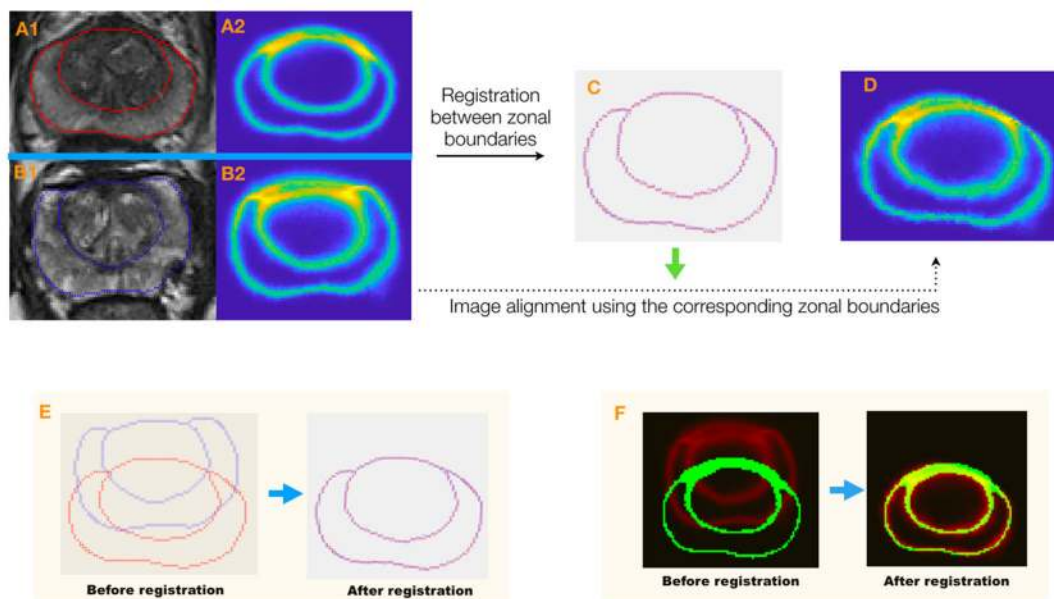 A1
A2
B1
B2
Registration
between zonal
boundaries
C
D
Image alignment using the corresponding zonal boundaries
E
Before registration
After registration
F
Before registration
After registration